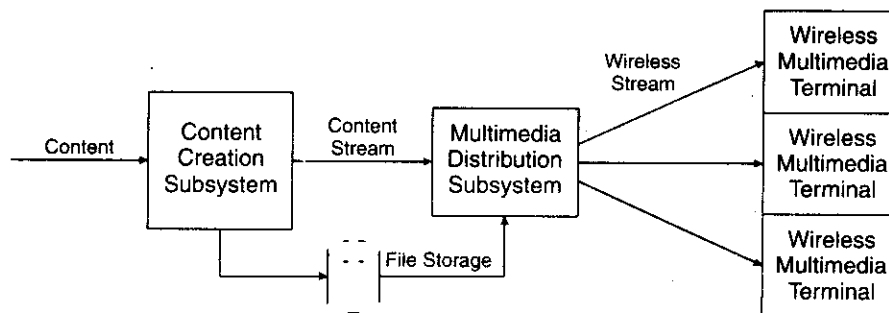 Content
Content
Creation
Subsystem
Content
Stream
File Storage
Multimedia
Distribution
Subsystem
Wireless
Stream
Wireless
Multimedia
Terminal
Wireless
Multimedia
Terminal
Wireless
Multimedia
Terminal